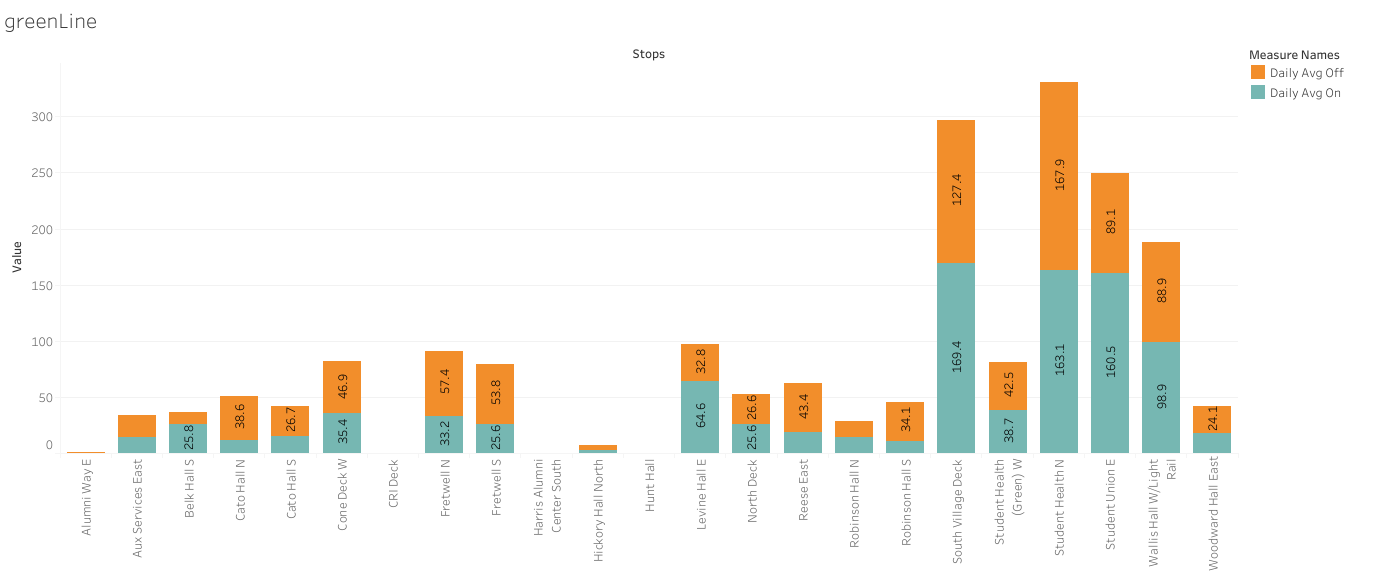 greenLine
Stops
Measure Names
Daily Avg Off
Daily Avg On
Value
300
250
200
150
100
50
0
25.8
38.6
26.7
46.9
35.4
57.4
33.2
53.8
25.6
32.8
64.6
26.6
25.6
43.4
34.1
127.4
169.4
42.5
38.7
167.9
163.1
89.1
160.5
88.9
98.9
24.1
Alumni Way E
Aux Services East
Belk Hall S
Cato Hall N
Cato Hall S
Cone Deck W
CRI Deck
Fretwell N
Fretwell S
Harris Alumni
Center South
Hickory Hall North
Hunt Hall
Levine Hall E
North Deck
Reese East
Robinson Hall N
Robinson Hall S
South Village Deck
Student Health
(Green) W
Student Health N
Student Union E
Wallis Hall W/Light
Rail
Woodward Hall East